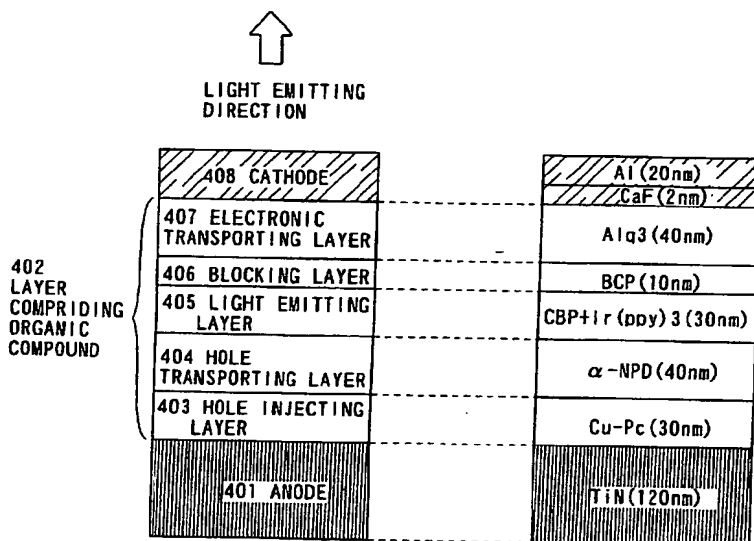 LIGHT EMITTING
DIRECTION
408 CATHODE
407 ELECTRONIC
TRANSPORTING LAYER
406 BLOCKING LAYER
405 LIGHT EMITTING
LAYER
404 HOLE
TRANSPORTING LAYER
403 HOLE INJECTING
LAYER
401 ANODE
402
LAYER
COMPRIDING
ORGANIC
COMPOUND
Al(20nm)
CaF(2nm)
Alq3(40nm)
BCP(10nm)
CBP+Ir(ppy)3(30nm)
α-NPD(40nm)
Cu-Pc(30nm)
TiN(120nm)